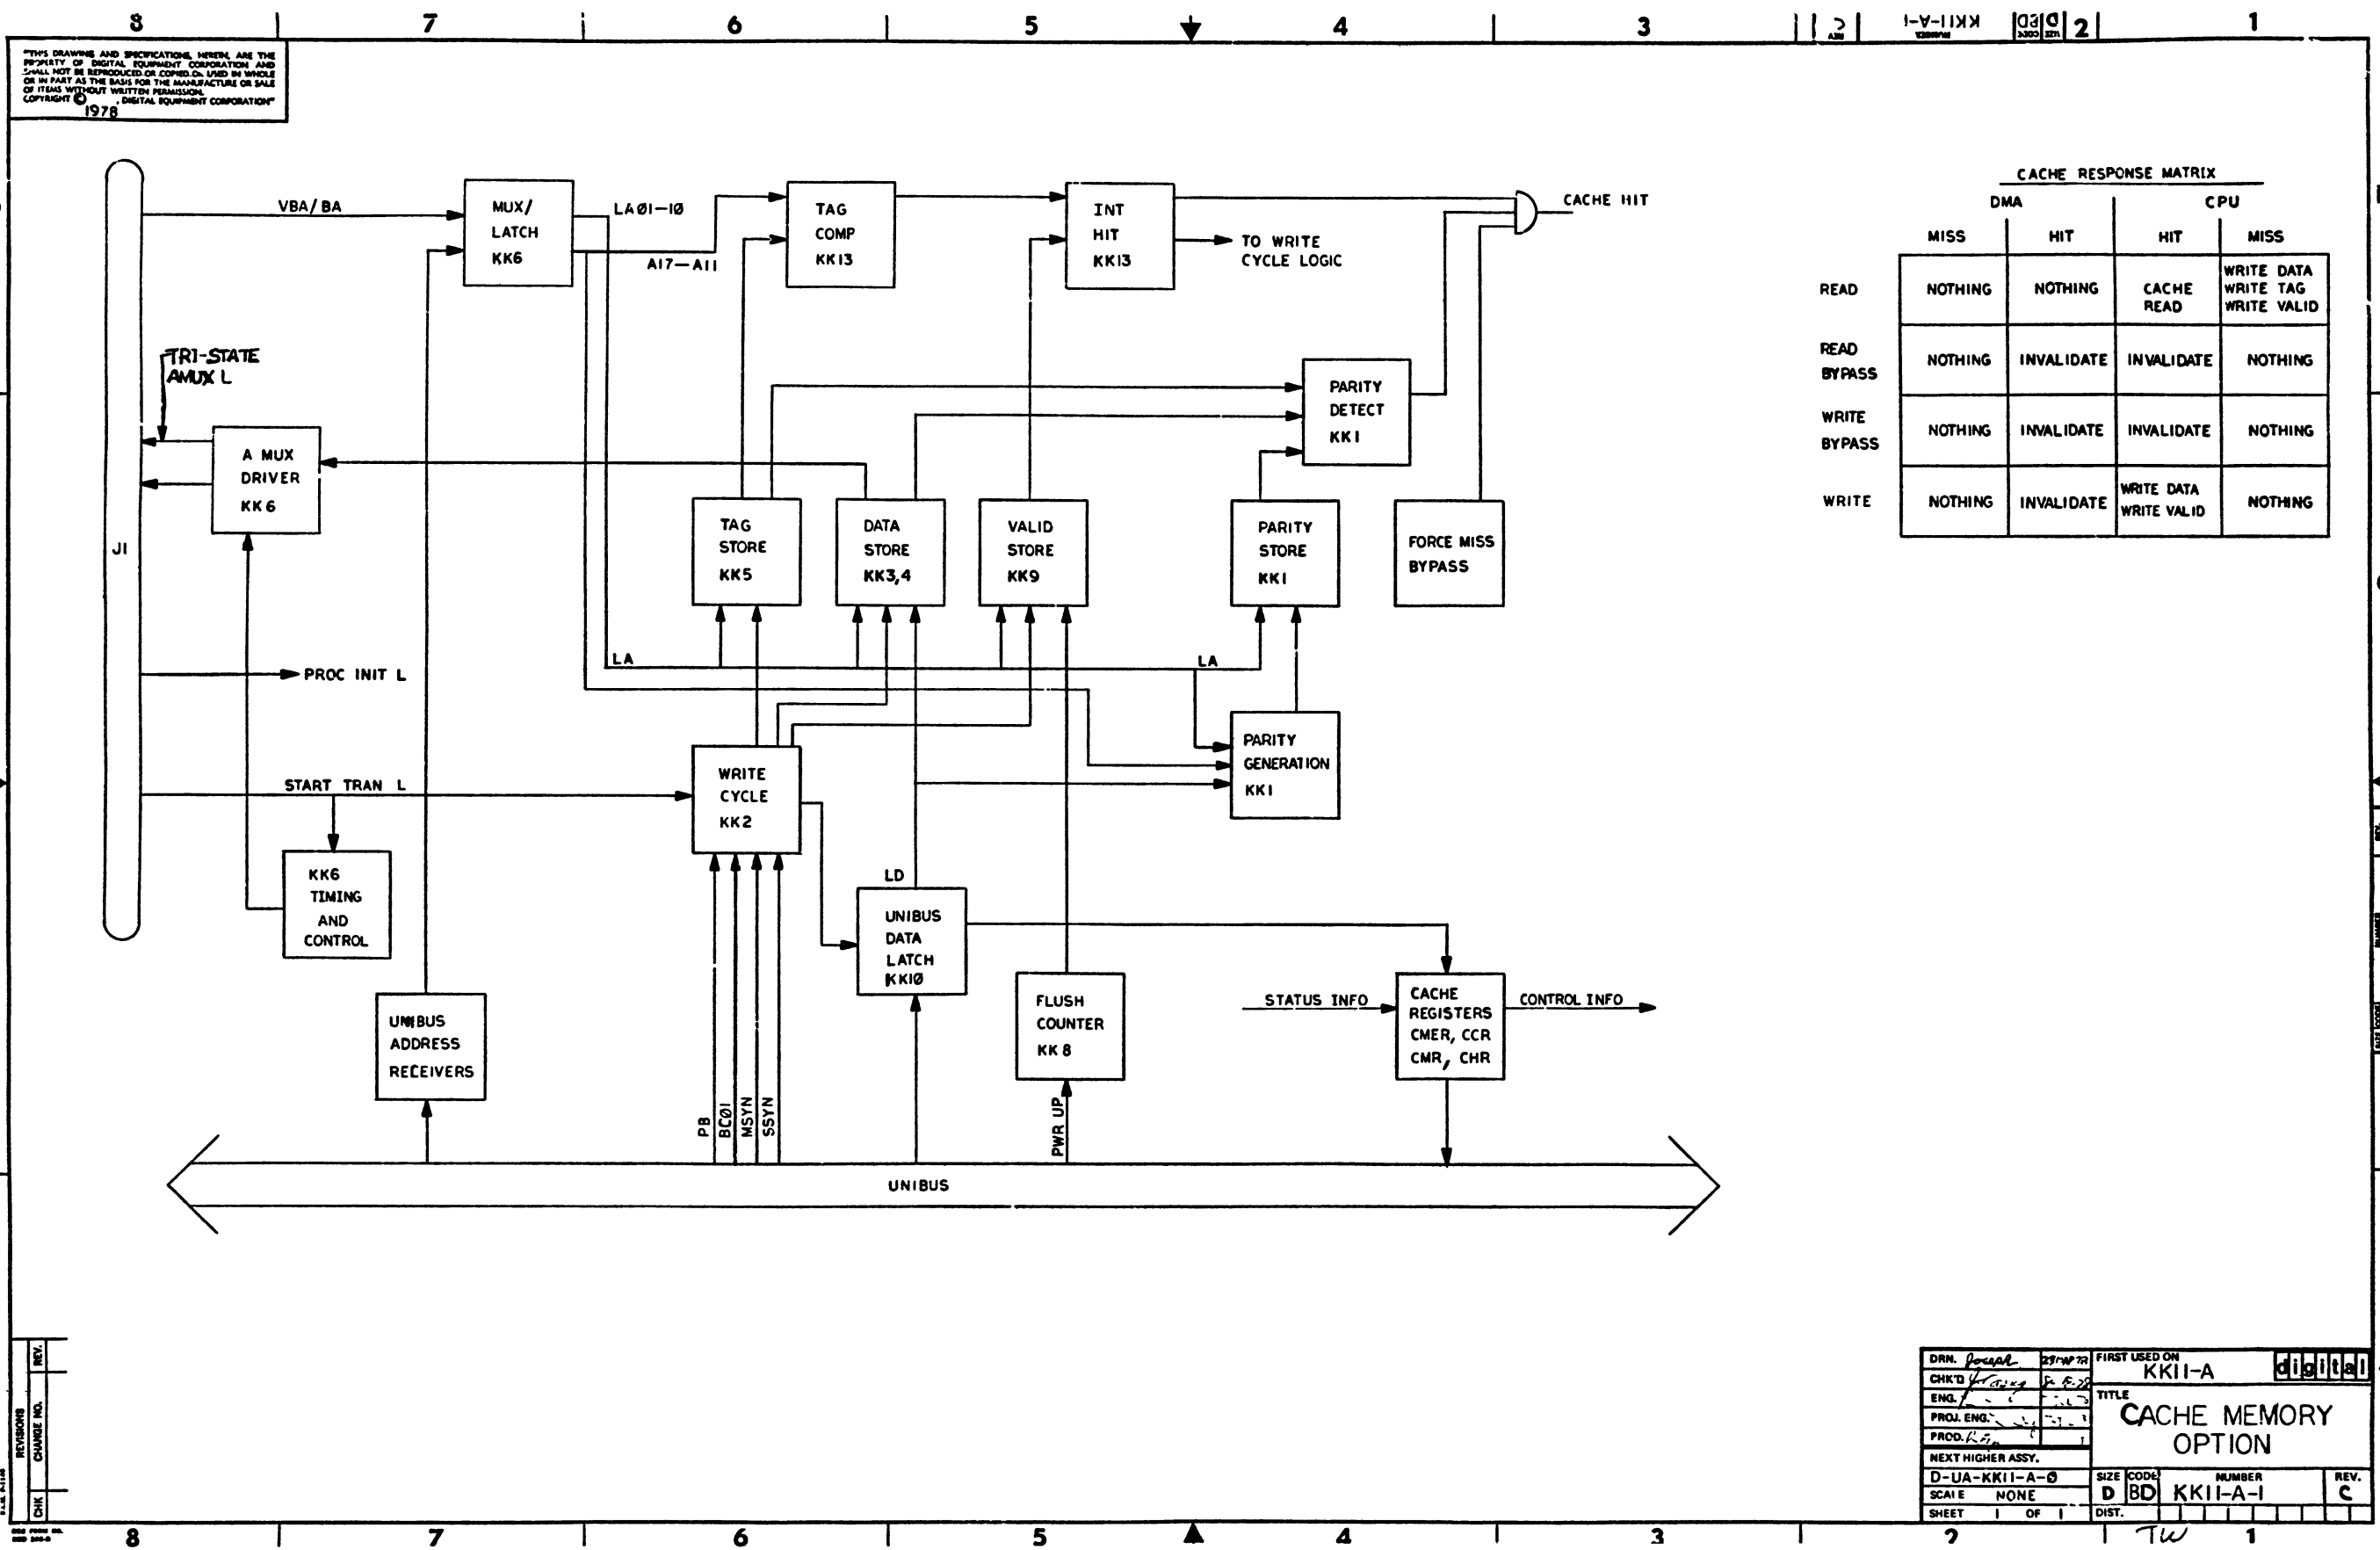 8 7 6 5 4 3 2 1
REV. C
NUMBER KK11-A-1
SIZE CODE D BD
"THIS DRAWING AND SPECIFICATIONS, HEREIN, ARE THE
PROPERTY OF DIGITAL EQUIPMENT CORPORATION AND
SHALL NOT BE REPRODUCED OR COPIED OR USED IN WHOLE
OR IN PART AS THE BASIS FOR THE MANUFACTURE OR SALE
OF ITEMS WITHOUT WRITTEN PERMISSION.
COPYRIGHT © , DIGITAL EQUIPMENT CORPORATION"
1978
J1
VBA/BA
MUX/
LATCH
KK6
LA01-10
A17-A11
TAG
COMP
KK13
INT
HIT
KK13
TO WRITE
CYCLE LOGIC
CACHE HIT
TRI-STATE
AMUX L
A MUX
DRIVER
KK6
PARITY
DETECT
KK1
TAG
STORE
KK5
DATA
STORE
KK3,4
VALID
STORE
KK9
PARITY
STORE
KK1
FORCE MISS
BYPASS
LA
LA
PROC INIT L
START TRAN L
WRITE
CYCLE
KK2
PARITY
GENERATION
KK1
KK6
TIMING
AND
CONTROL
LD
UNIBUS
DATA
LATCH
KK10
UNIBUS
ADDRESS
RECEIVERS
FLUSH
COUNTER
KK8
STATUS INFO
CACHE
REGISTERS
CMER, CCR
CMR, CHR
CONTROL INFO
PB
BC01
MSYN
SSYN
PWR UP
UNIBUS
CACHE RESPONSE MATRIX
DMA CPU
MISS HIT HIT MISS
READ NOTHING NOTHING CACHE READ WRITE DATA WRITE TAG WRITE VALID
READ BYPASS NOTHING INVALIDATE INVALIDATE NOTHING
WRITE BYPASS NOTHING INVALIDATE INVALIDATE NOTHING
WRITE NOTHING INVALIDATE WRITE DATA WRITE VALID NOTHING
REV.
NUMBER
SIZE CODE
REVISIONS
CHK CHANGE NO. REV.
DRN. Joseph
CHK'D
ENG.
PROJ. ENG.
PROD.
NEXT HIGHER ASSY.
D-UA-KK11-A-0
SCALE NONE
SHEET 1 OF 1
FIRST USED ON
KK11-A
digital
TITLE
CACHE MEMORY
OPTION
SIZE CODE NUMBER REV.
D BD KK11-A-1 C
DIST.
TW
8 7 6 5 4 3 2 1